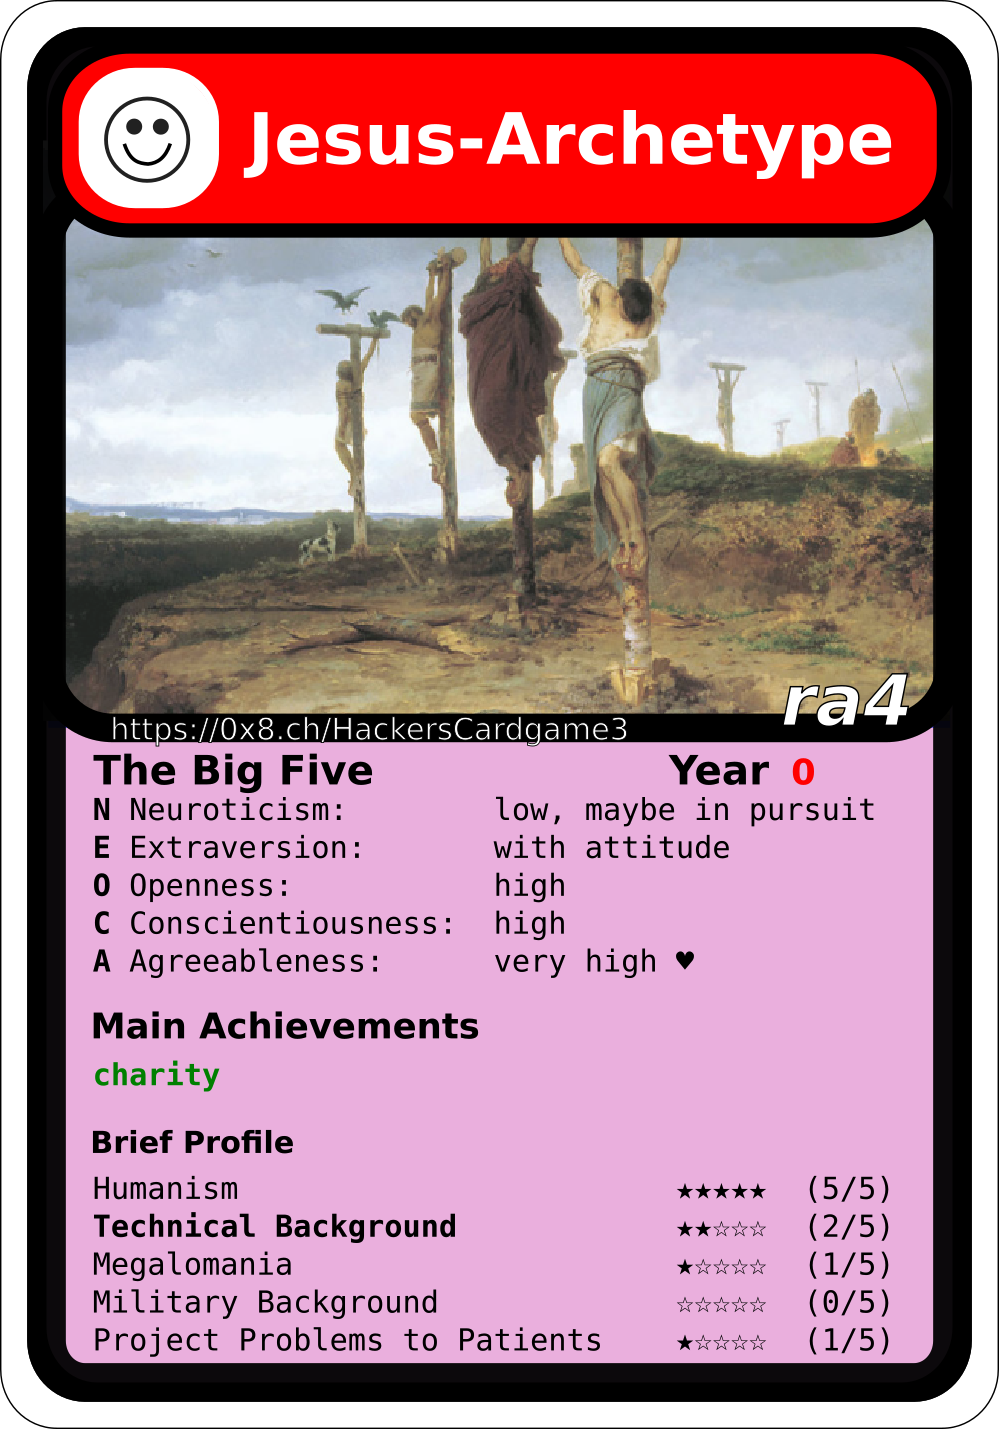 Jesus-Archetype
ra4
https://0x8.ch/HackersCardgame3
The Big Five Year 0
N Neuroticism: low, maybe in pursuit
E Extraversion: with attitude
O Openness: high
C Conscientiousness: high
A Agreeableness: very high ♥
Main Achievements
charity
Brief Profile
Humanism ★★★★★ (5/5)
Technical Background ★★☆☆☆ (2/5)
Megalomania ★☆☆☆☆ (1/5)
Military Background ☆☆☆☆☆ (0/5)
Project Problems to Patients ★☆☆☆☆ (1/5)